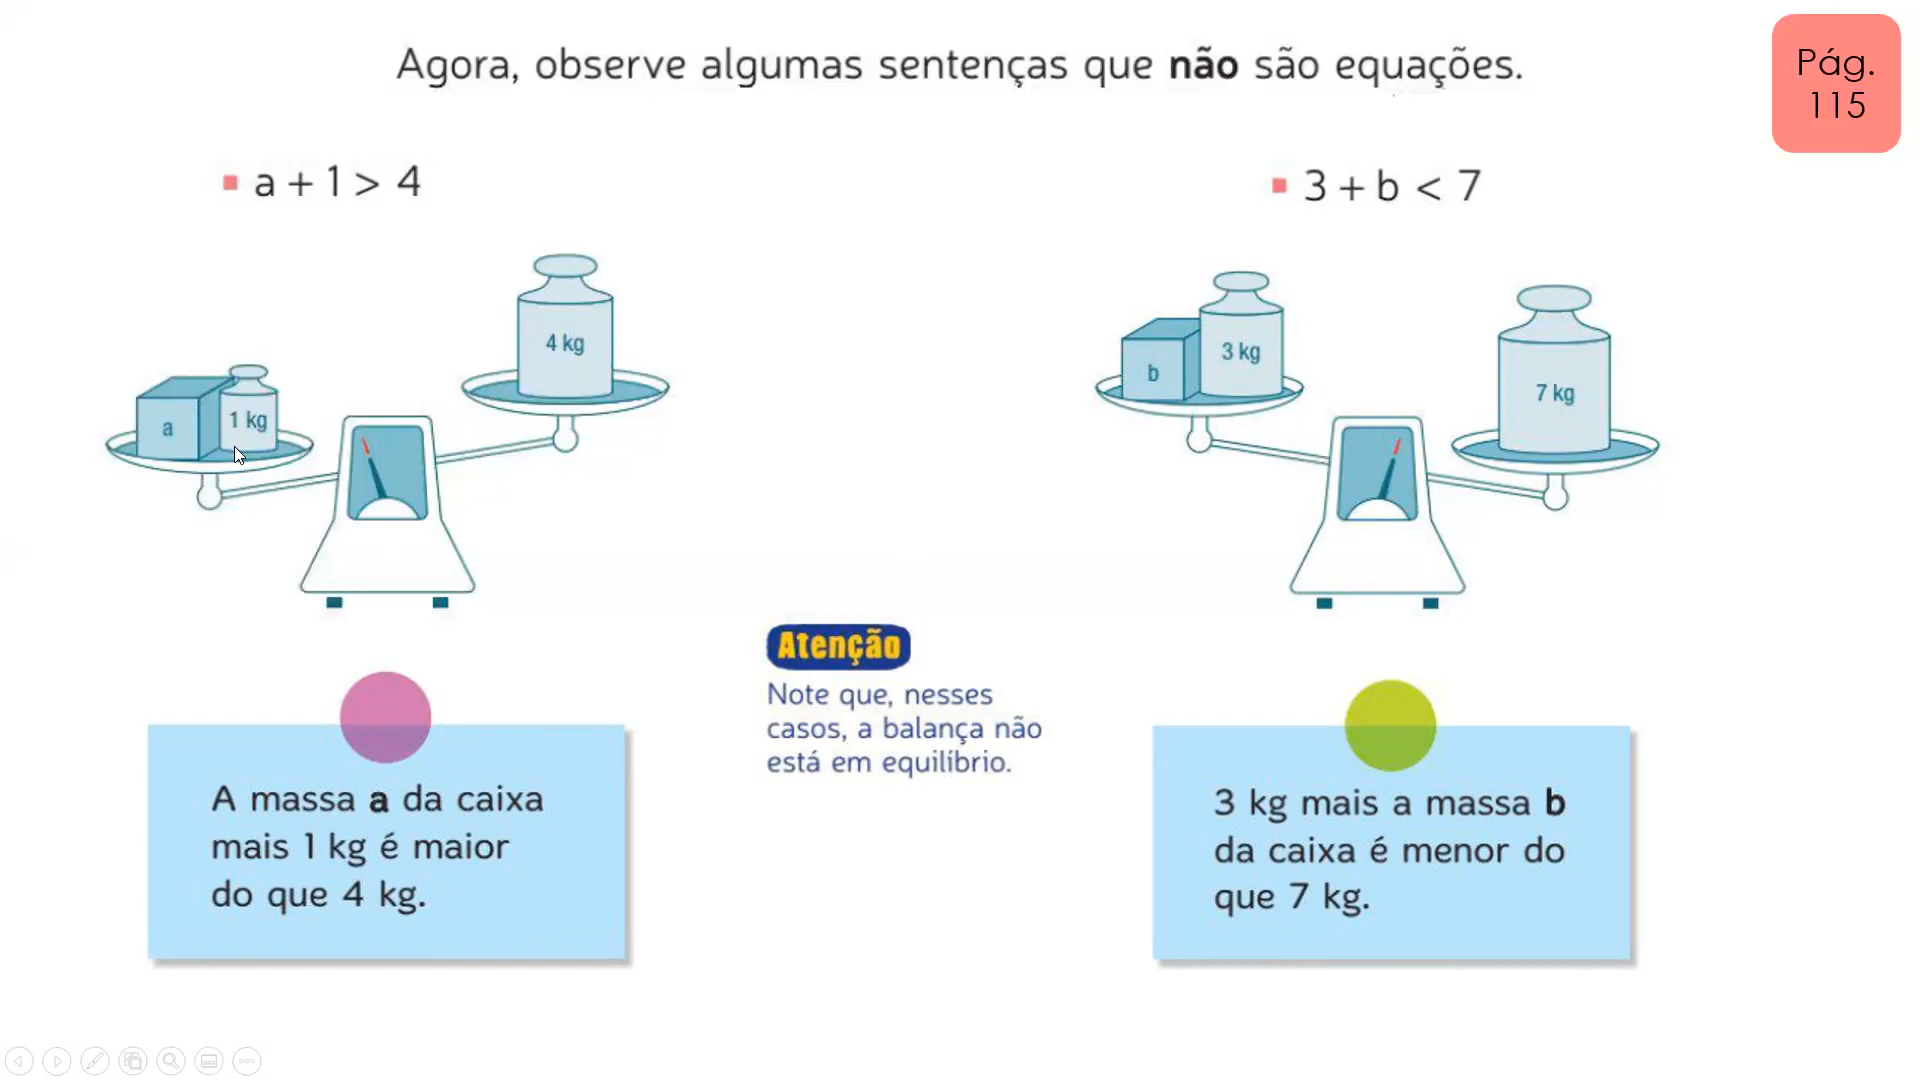 Agora, observe algumas sentenças que não são equações.
Pág.
115
a + 1 > 4
3 + b < 7
4 kg
a
1 kg
b
3 kg
7 kg
Atenção
Note que, nesses
casos, a balança não
está em equilíbrio.
A massa a da caixa
mais 1 kg é maior
do que 4 kg.
3 kg mais a massa b
da caixa é menor do
que 7 kg.